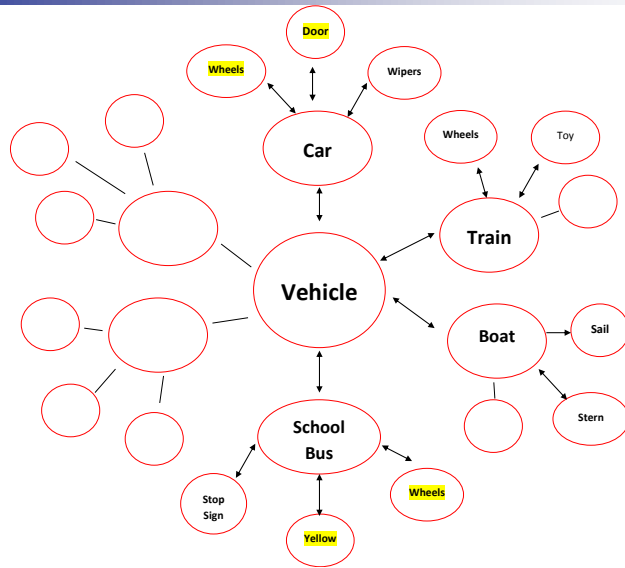 Door
Wheels
Wipers
Car
Wheels
Toy
Train
Vehicle
Boat
Sail
Stern
School
Bus
Stop
Sign
Wheels
Yellow